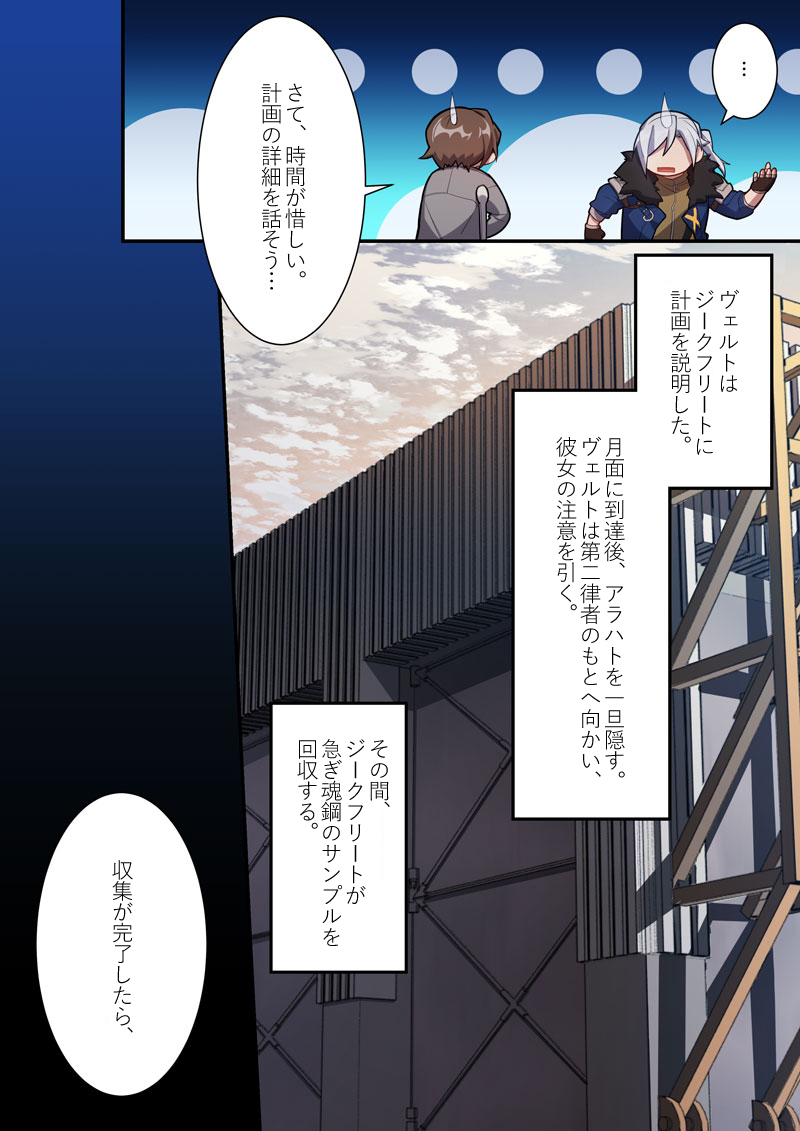 …
さて、時間が惜しい。
計画の詳細を話そう…
ヴェルトは
ジークフリートに
計画を説明した。
月面に到達後、アラハトを一旦隠す。
ヴェルトは第二律者のもとへ向かい、
彼女の注意を引く。
その間、
ジークフリートが
急ぎ魂鋼のサンプルを
回収する。
収集が完了したら、